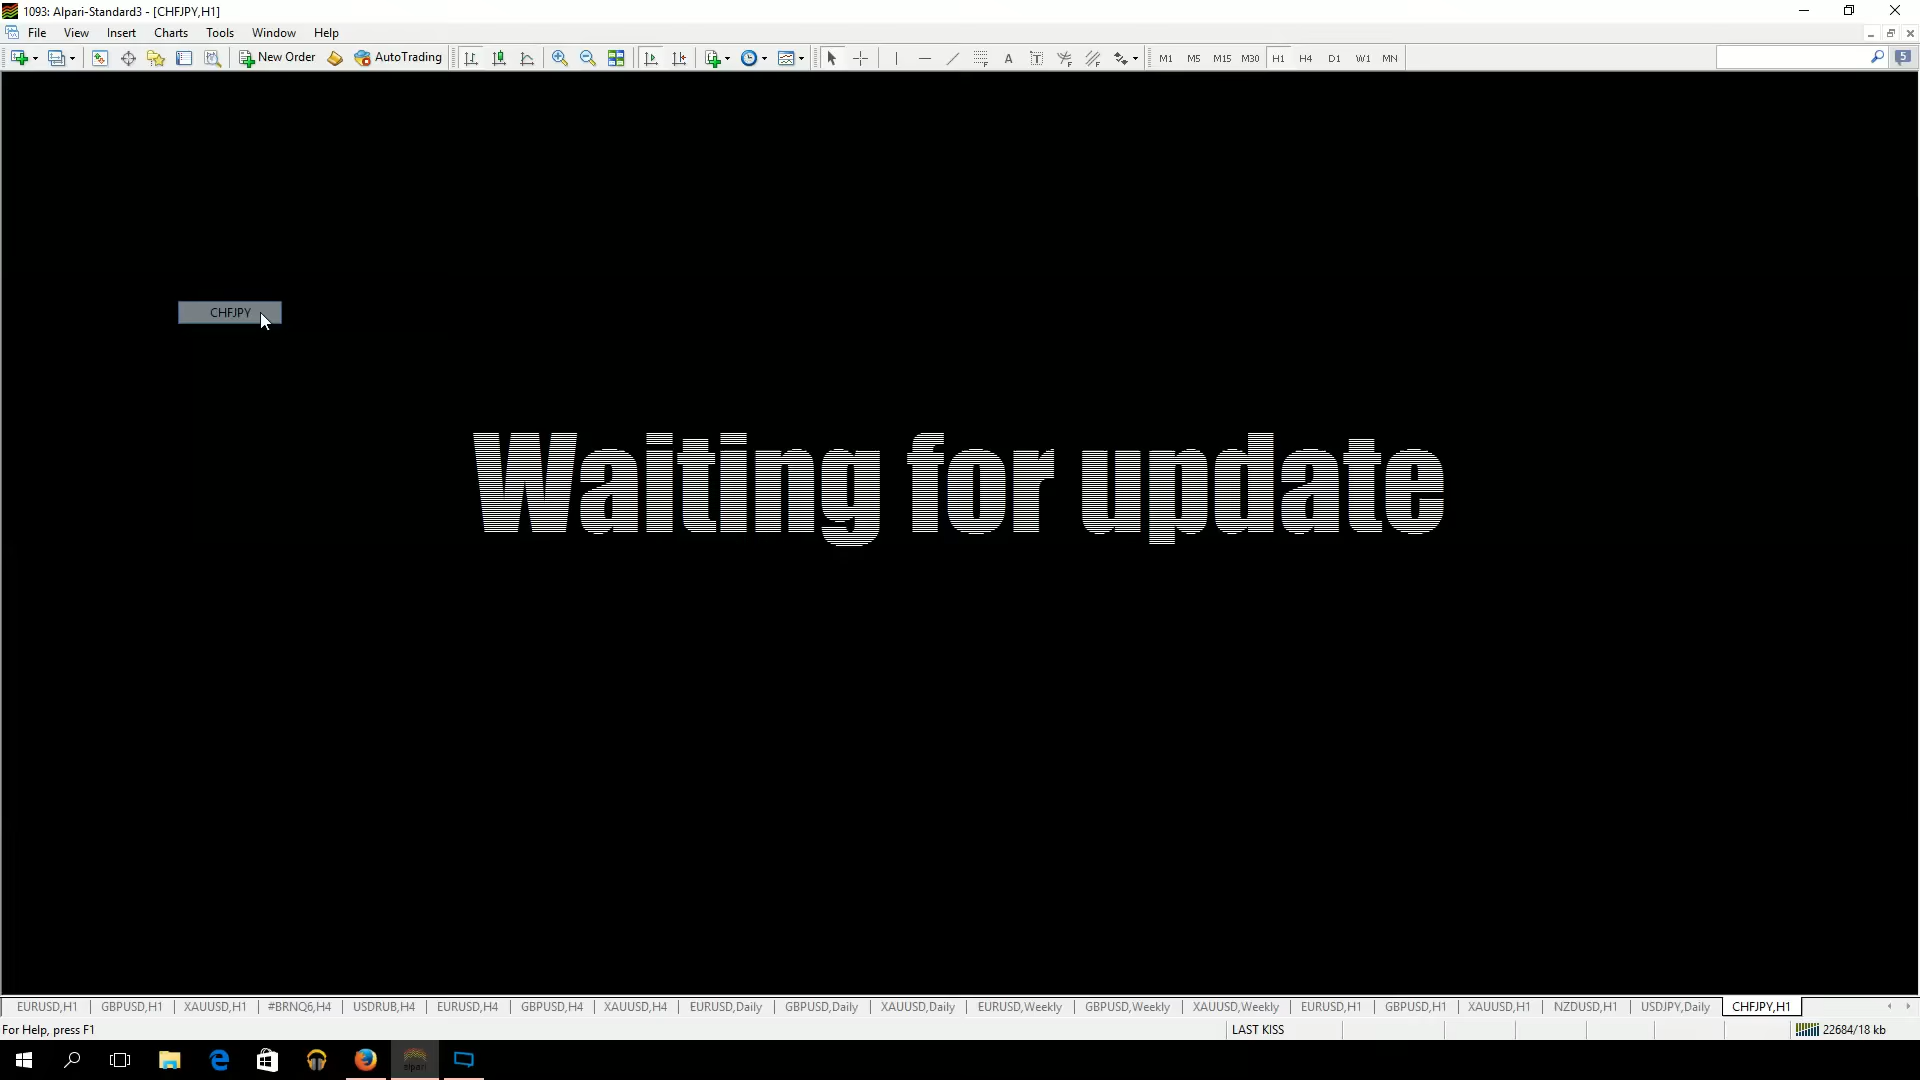 1093: Alpari-Standard3 - [CHFJPY,H1]
File View Insert Charts Tools Window Help
New Order AutoTrading A M1 M5 M15 M30 H1 H4 D1 W1 MN 5
CHFJPY
Waiting for update
EURUSD,H1 GBPUSD,H1 XAUUSD,H1 #BRNQ6,H4 USDRUB,H4 EURUSD,H4 GBPUSD,H4 XAUUSD,H4 EURUSD,Daily GBPUSD,Daily XAUUSD,Daily EURUSD,Weekly GBPUSD,Weekly XAUUSD,Weekly EURUSD,H1 GBPUSD,H1 XAUUSD,H1 NZDUSD,H1 USDJPY,Daily CHFJPY,H1
For Help, press F1 LAST KISS 22684/18 kb
alpari